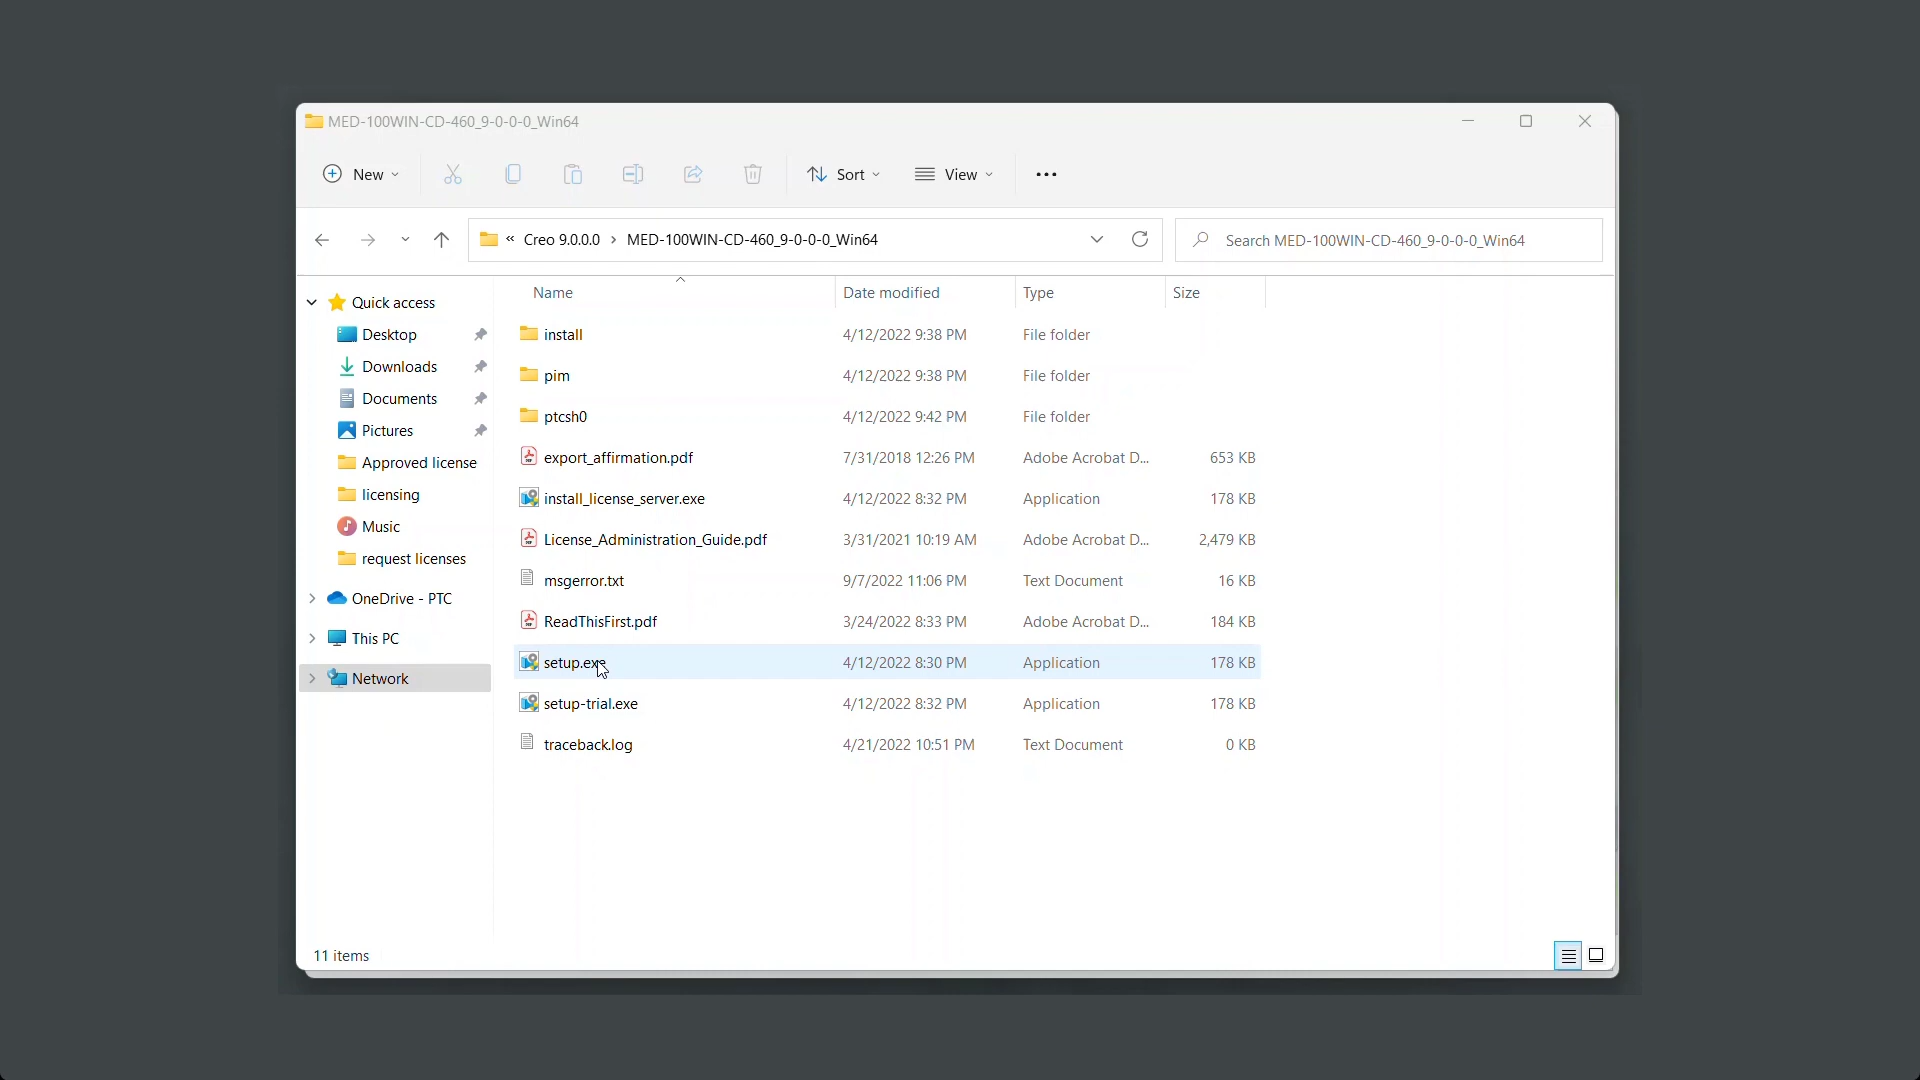 MED-100WIN-CD-460_9-0-0-0_Win64
New Sort View
« Creo 9.0.0.0 > MED-100WIN-CD-460_9-0-0-0_Win64 Search MED-100WIN-CD-460_9-0-0-0_Win64
Name Date modified Type Size
Quick access
Desktop
Downloads
Documents
Pictures
Approved license
licensing
Music
request licenses
OneDrive - PTC
This PC
Network
install 4/12/2022 9:38 PM File folder
pim 4/12/2022 9:38 PM File folder
ptcsh0 4/12/2022 9:42 PM File folder
export_affirmation.pdf 7/31/2018 12:26 PM Adobe Acrobat D... 653 KB
install_license_server.exe 4/12/2022 8:32 PM Application 178 KB
License_Administration_Guide.pdf 3/31/2021 10:19 AM Adobe Acrobat D... 2,479 KB
msgerror.txt 9/7/2022 11:06 PM Text Document 16 KB
ReadThisFirst.pdf 3/24/2022 8:33 PM Adobe Acrobat D... 184 KB
setup.exe 4/12/2022 8:30 PM Application 178 KB
setup-trial.exe 4/12/2022 8:32 PM Application 178 KB
traceback.log 4/21/2022 10:51 PM Text Document 0 KB
11 items